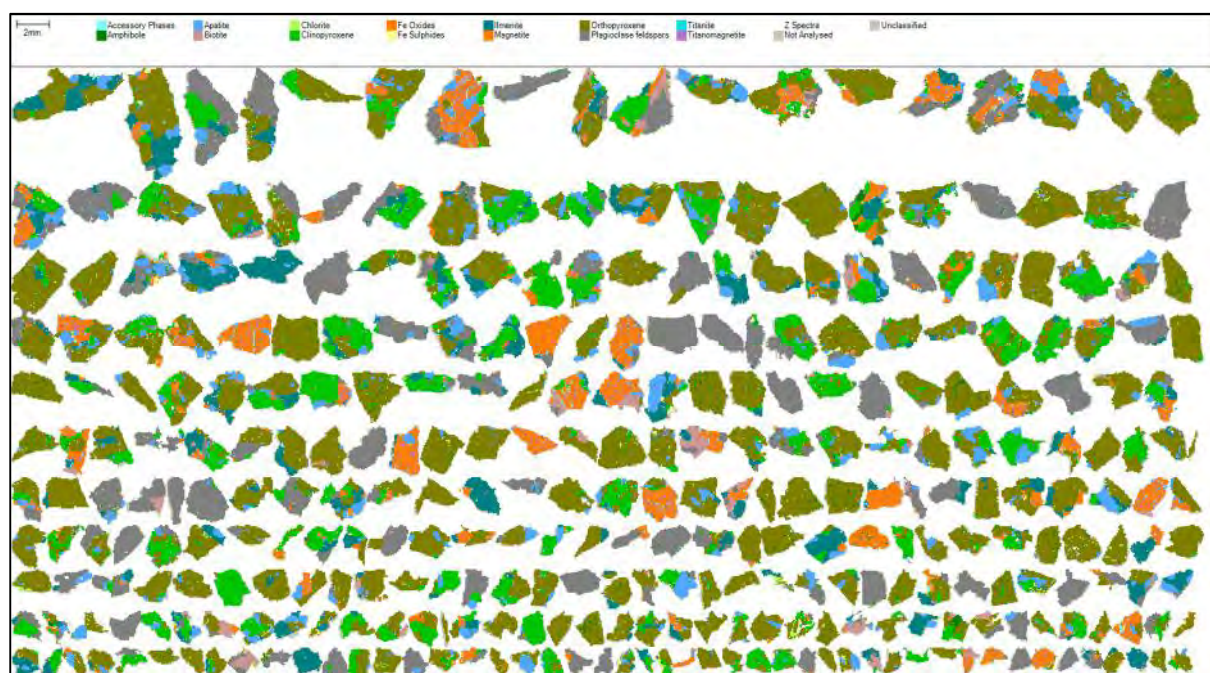 Accessory Phases Apatite Chlorite Fe Oxides Ilmenite Orthopyroxene Titanite Z Spectra Unclassified
2mm Amphibole Biotite Clinopyroxene Fe Sulphides Magnetite Plagioclase feldspars Titanomagnetite Not Analysed